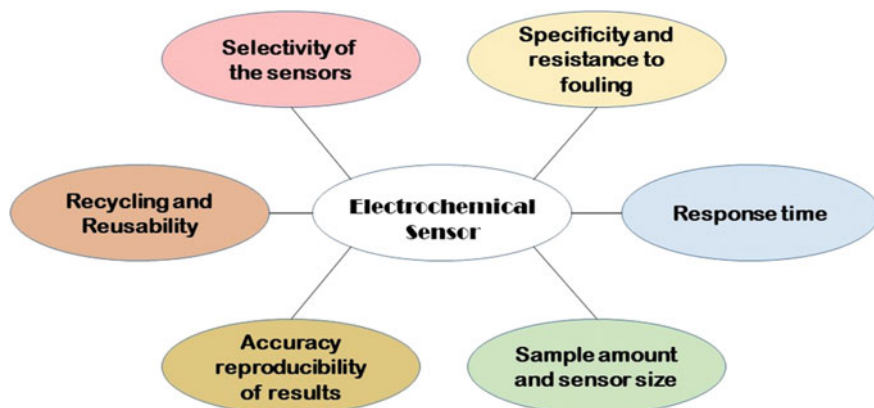 Selectivity of
the sensors
Specificity and
resistance to
fouling
Recycling and
Reusability
Electrochemical
Sensor
Response time
Accuracy
reproducibility
of results
Sample amount
and sensor size